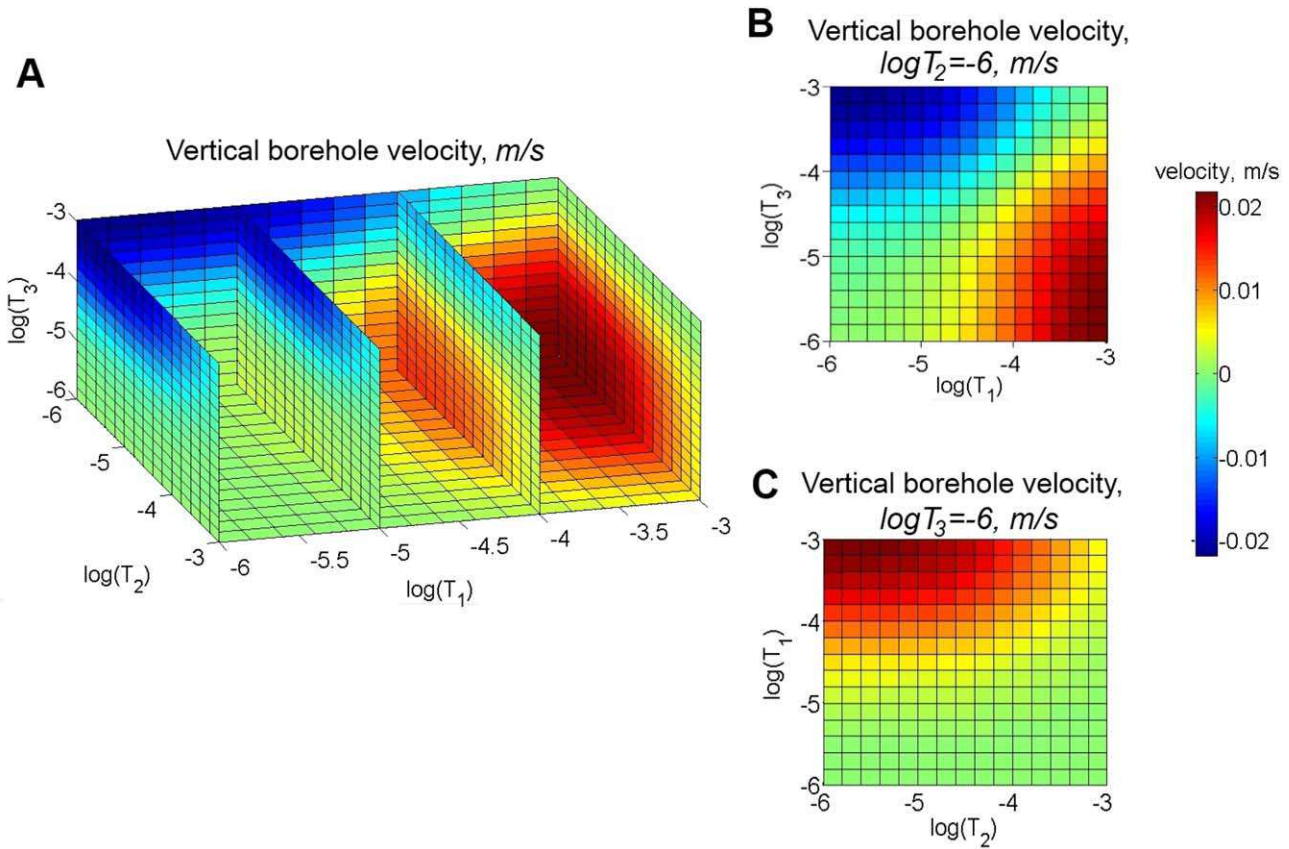 A
Vertical borehole velocity, m/s
-3
-4
-5
-6
log(T3)
-6
-5
-4
-3
log(T2)
-6
-5.5
-5
-4.5
-4
-3.5
-3
log(T1)
B
Vertical borehole velocity,
logT2=-6, m/s
-3
-4
-5
-6
log(T3)
-6
-5
-4
-3
log(T1)
velocity, m/s
0.02
0.01
0
-0.01
-0.02
C
Vertical borehole velocity,
logT3=-6, m/s
-3
-4
-5
-6
log(T1)
-6
-5
-4
-3
log(T2)